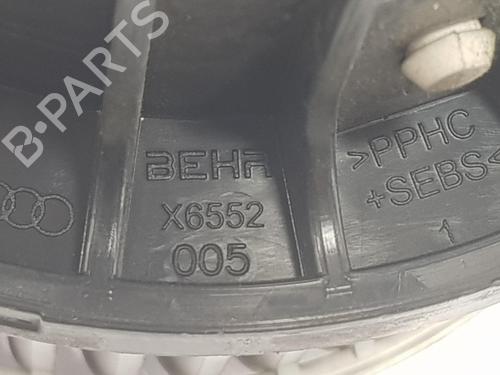 B-PARTS
BEHR
X6552
005
>PPHC
+SEBS<
1